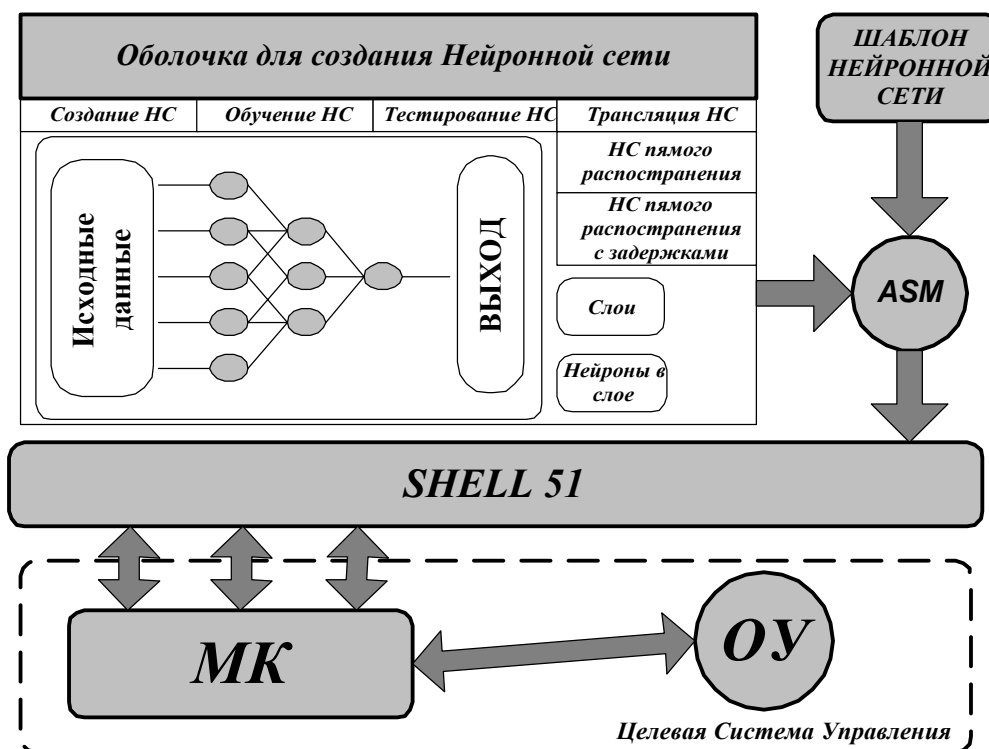 Оболочка для создания Нейронной сети
ШАБЛОН
НЕЙРОННОЙ
СЕТИ
Создание НС
Обучение НС
Тестирование НС
Трансляция НС
Исходные
данные
ВЫХОД
НС пямого
распостранения
НС пямого
распостранения
с задержками
Слои
Нейроны в
слое
ASM
SHELL 51
МК
ОУ
Целевая Система Управления